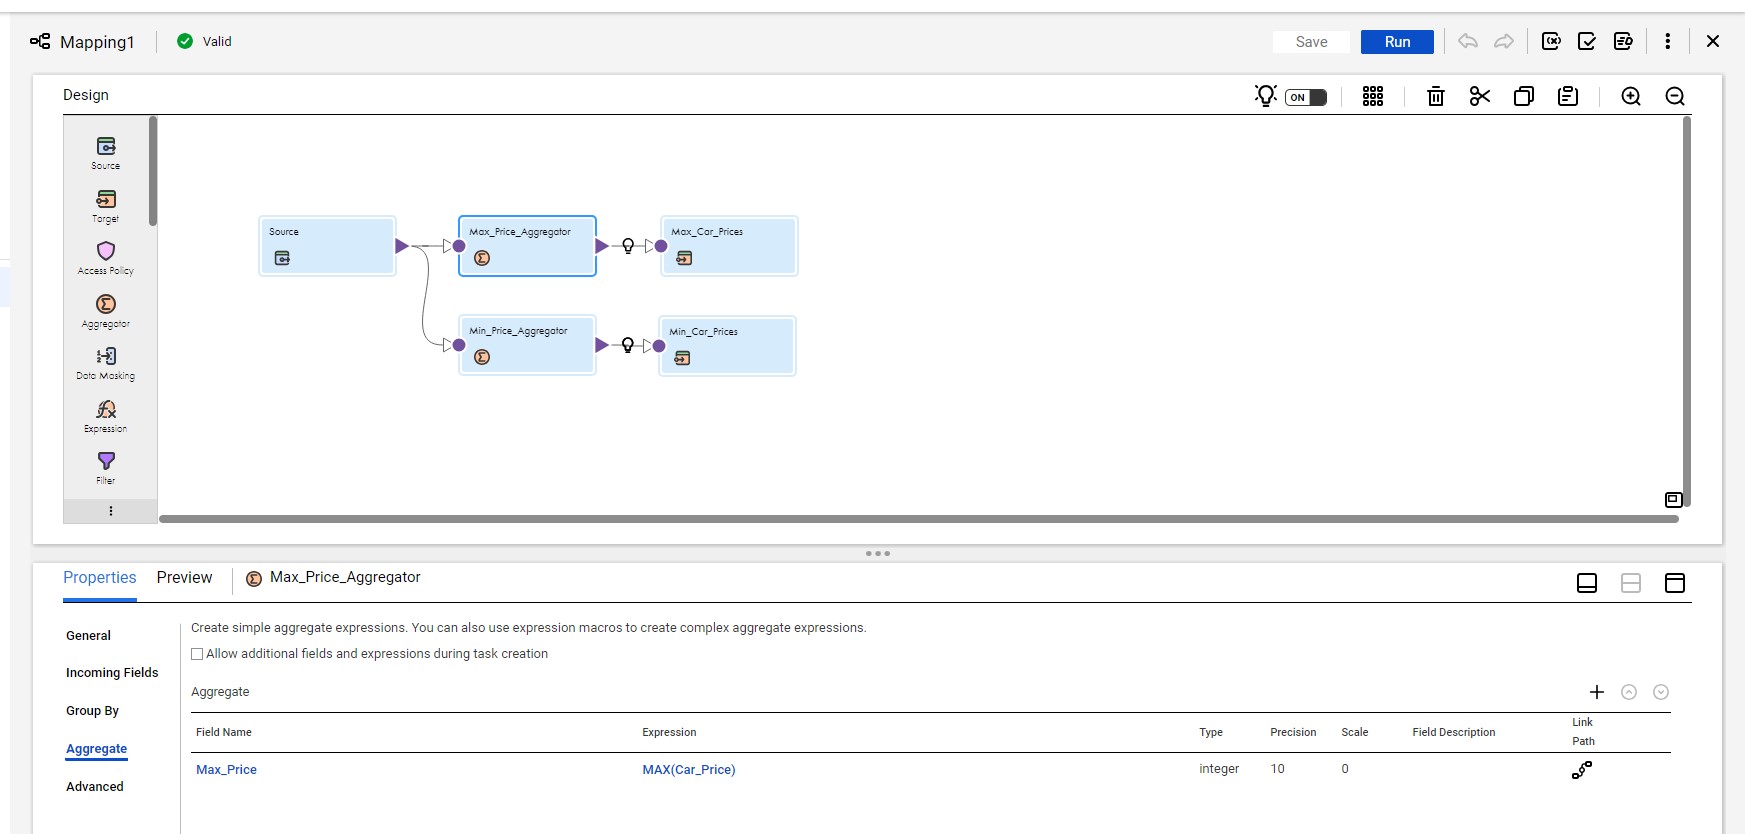 Mapping1
Valid
Save
Run
Design
ON
Source
Target
Access Policy
Aggregator
Data Masking
Expression
Filter
Source
Max_Price_Aggregator
Max_Car_Prices
Min_Price_Aggregator
Min_Car_Prices
Properties
Preview
Max_Price_Aggregator
General
Incoming Fields
Group By
Aggregate
Advanced
Create simple aggregate expressions. You can also use expression macros to create complex aggregate expressions.
Allow additional fields and expressions during task creation
Aggregate
Field Name Expression Type Precision Scale Field Description Link Path
Max_Price MAX(Car_Price) integer 10 0